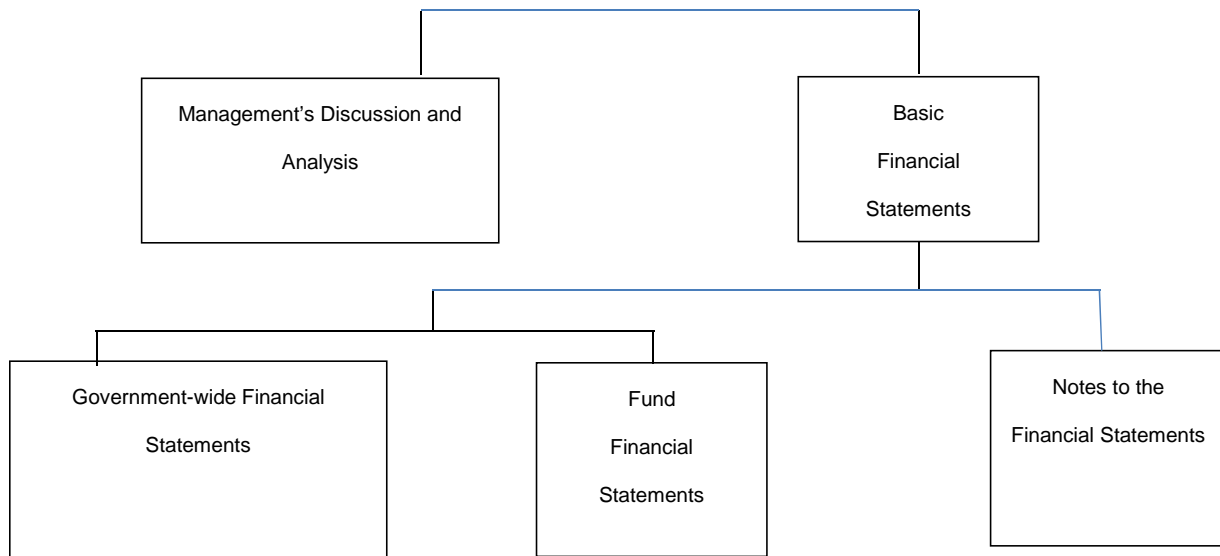 Management’s Discussion and
Analysis
Basic
Financial
Statements
Government-wide Financial
Statements
Fund
Financial
Statements
Notes to the
Financial Statements